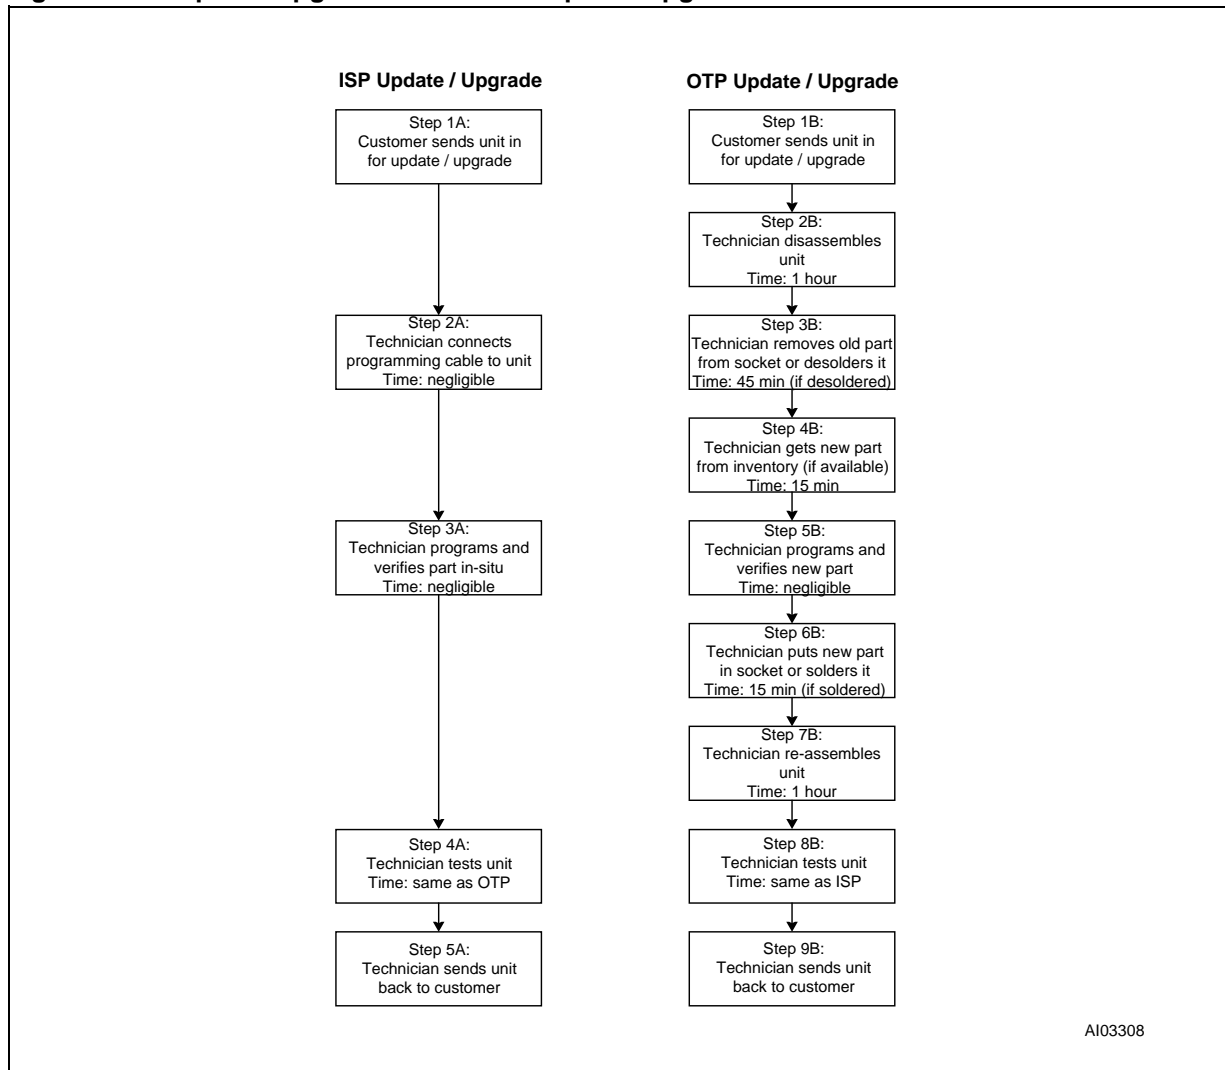 ISP Update / Upgrade
Step 1A:
Customer sends unit in
for update / upgrade
Step 2A:
Technician connects
programming cable to unit
Time: negligible
Step 3A:
Technician programs and
verifies part in-situ
Time: negligible
Step 4A:
Technician tests unit
Time: same as OTP
Step 5A:
Technician sends unit
back to customer
OTP Update / Upgrade
Step 1B:
Customer sends unit in
for update / upgrade
Step 2B:
Technician disassembles
unit
Time: 1 hour
Step 3B:
Technician removes old part
from socket or desolders it
Time: 45 min (if desoldered)
Step 4B:
Technician gets new part
from inventory (if available)
Time: 15 min
Step 5B:
Technician programs and
verifies new part
Time: negligible
Step 6B:
Technician puts new part
in socket or solders it
Time: 15 min (if soldered)
Step 7B:
Technician re-assembles
unit
Time: 1 hour
Step 8B:
Technician tests unit
Time: same as ISP
Step 9B:
Technician sends unit
back to customer
AI03308